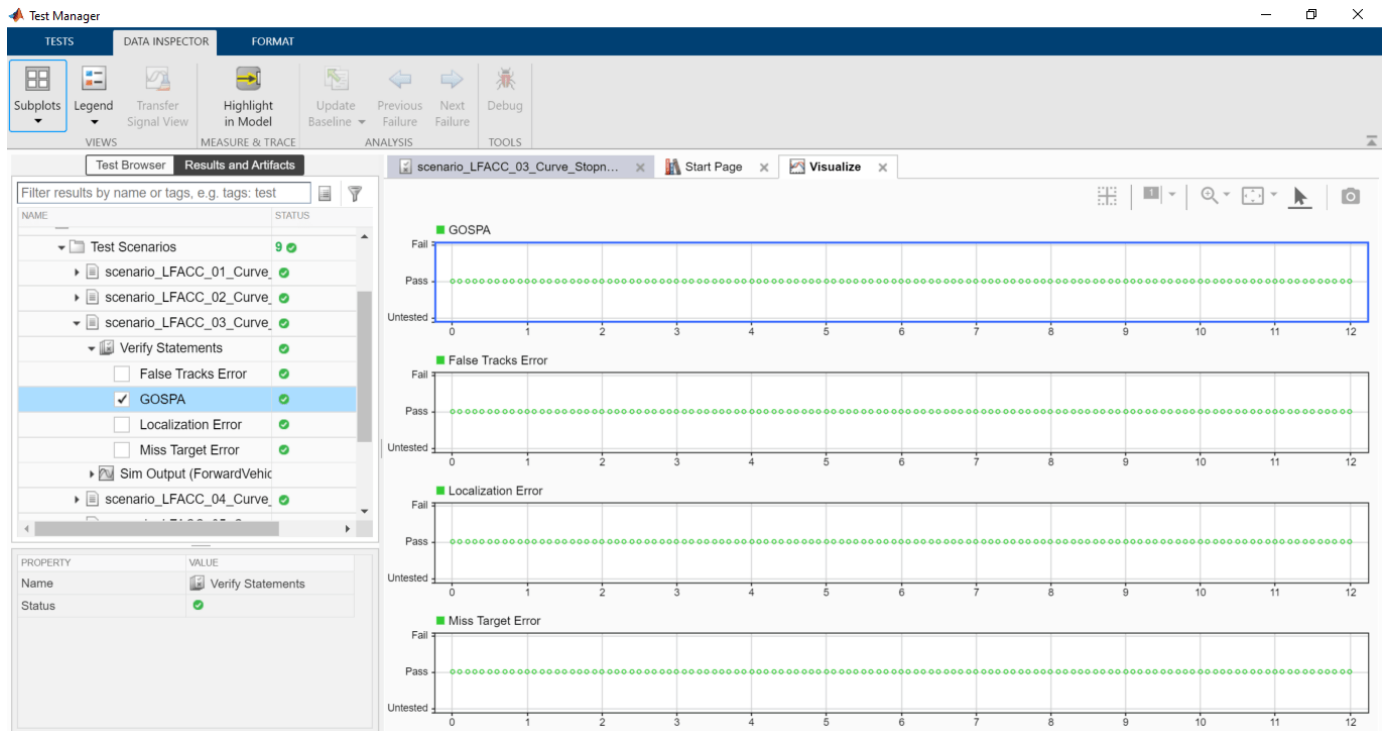 Test Manager
TESTS DATA INSPECTOR FORMAT
Subplots Legend Transfer Signal View Highlight in Model Update Baseline Previous Failure Next Failure Debug
VIEWS MEASURE & TRACE ANALYSIS TOOLS
Test Browser Results and Artifacts
Filter results by name or tags, e.g. tags: test
NAME STATUS
Test Scenarios 9
scenario_LFACC_01_Curve_
scenario_LFACC_02_Curve_
scenario_LFACC_03_Curve_
Verify Statements
False Tracks Error
GOSPA
Localization Error
Miss Target Error
Sim Output (ForwardVehic
scenario_LFACC_04_Curve_
PROPERTY VALUE
Name Verify Statements
Status
scenario_LFACC_03_Curve_Stopn... Start Page Visualize
1
GOSPA
Fail
Pass
Untested
0 1 2 3 4 5 6 7 8 9 10 11 12
False Tracks Error
Fail
Pass
Untested
0 1 2 3 4 5 6 7 8 9 10 11 12
Localization Error
Fail
Pass
Untested
0 1 2 3 4 5 6 7 8 9 10 11 12
Miss Target Error
Fail
Pass
Untested
0 1 2 3 4 5 6 7 8 9 10 11 12